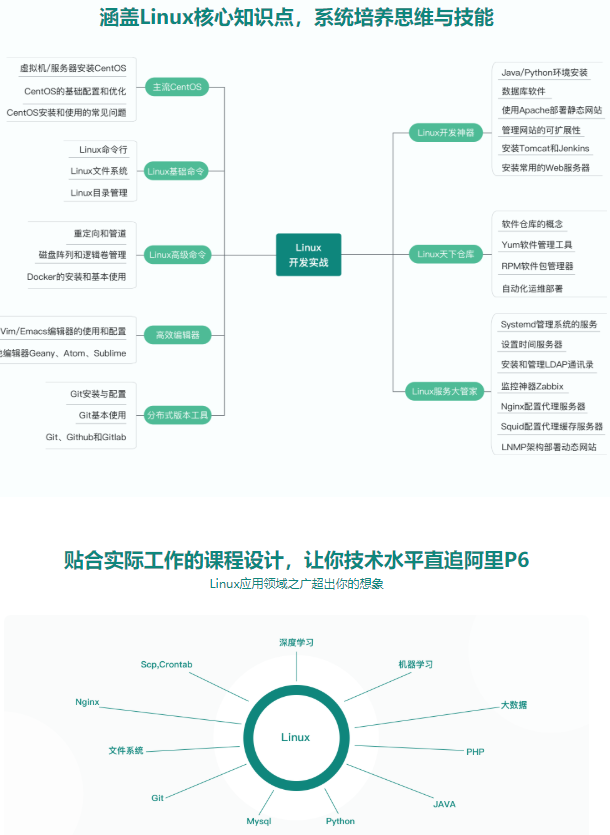 涵盖Linux核心知识点，系统培养思维与技能
虚拟机/服务器安装CentOS
CentOS的基础配置和优化
CentOS安装和使用的常见问题
主流CentOS
Linux命令行
Linux文件系统
Linux目录管理
Linux基础命令
重定向和管道
磁盘阵列和逻辑卷管理
Docker的安装和基本使用
Linux高级命令
Vim/Emacs编辑器的使用和配置
编辑器Geany、Atom、Sublime
高效编辑器
Git安装与配置
Git基本使用
Git、Github和Gitlab
分布式版本工具
Linux
开发实战
Linux开发神器
Java/Python环境安装
数据库软件
使用Apache部署静态网站
管理网站的可扩展性
安装Tomcat和Jenkins
安装常用的Web服务器
Linux天下仓库
软件仓库的概念
Yum软件管理工具
RPM软件包管理器
自动化运维部署
Linux服务大管家
Systemd管理系统的服务
设置时间服务器
安装和管理LDAP通讯录
监控神器Zabbix
Nginx配置代理服务器
Squid配置代理缓存服务器
LNMP架构部署动态网站
贴合实际工作的课程设计，让你技术水平直追阿里P6
Linux应用领域之广超出你的想象
深度学习
Scp,Crontab
机器学习
Nginx
大数据
Linux
文件系统
PHP
Git
JAVA
Mysql
Python